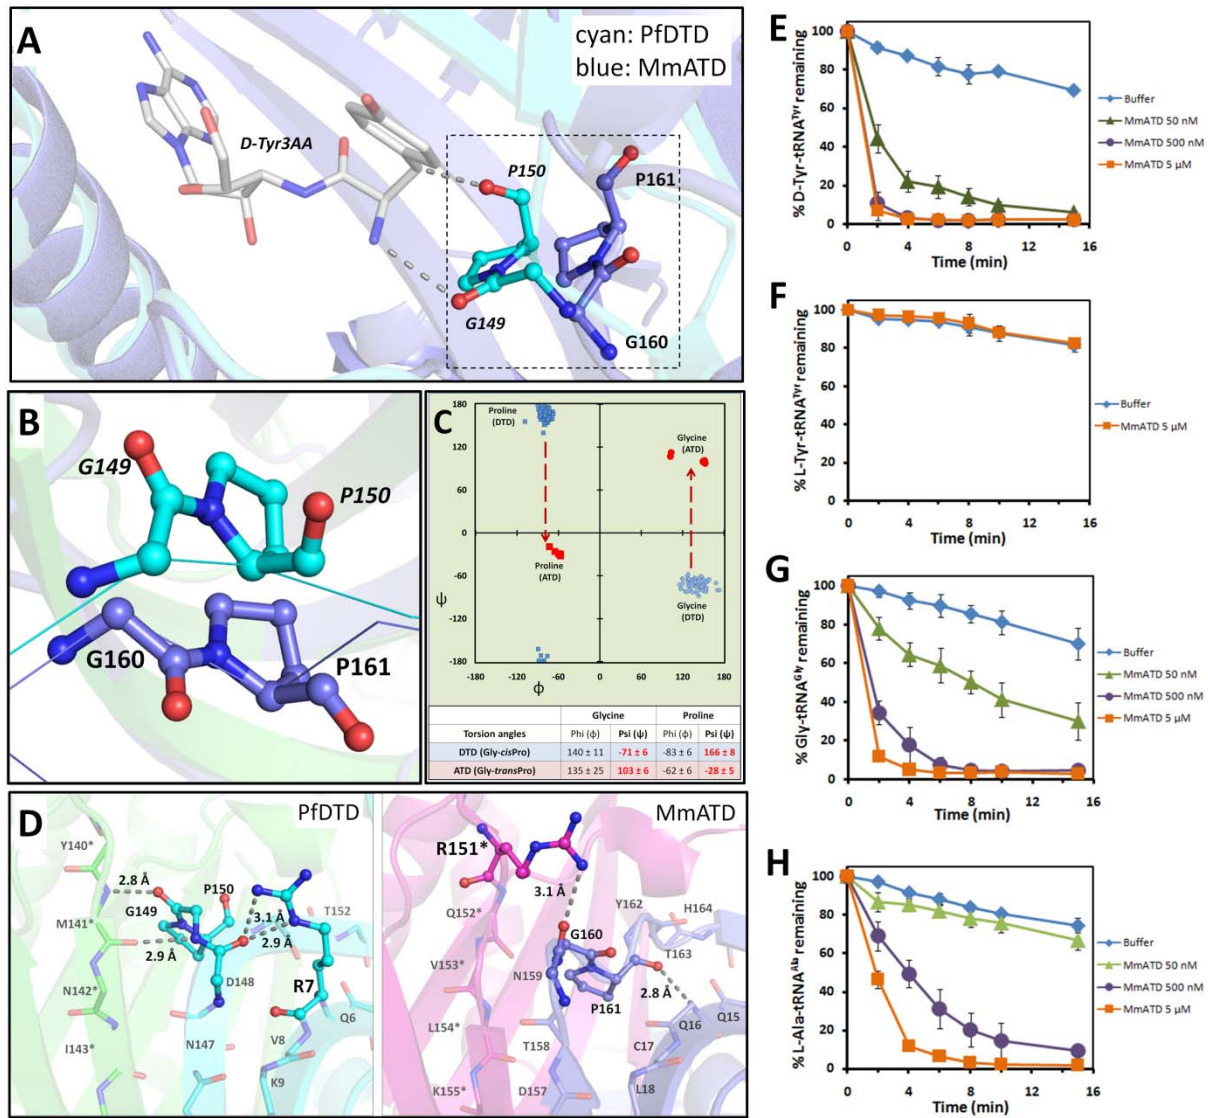 A
cyan: PfDTD
blue: MmATD
D-Tyr3AA
P150
P161
G149
G160
B
G149
P150
G160
P161
C
180
120
60
0
-60
-120
-180
ψ
Proline
(DTD)
Glycine
(ATD)
Proline
(ATD)
Glycine
(DTD)
-180 -120 -60 0 60 120 180
ϕ
Glycine Proline
Torsion angles Phi (ϕ) Psi (ψ) Phi (ϕ) Psi (ψ)
DTD (Gly-cisPro) 140 ± 11 -71 ± 6 -83 ± 6 166 ± 8
ATD (Gly-transPro) 135 ± 25 103 ± 6 -62 ± 6 -28 ± 5
D
PfDTD
Y140*
2.8 Å
P150
G149
3.1 Å
T152
M141*
2.9 Å
2.9 Å
D148
R7
N142*
Q6
I143*
N147
V8
K9
MmATD
R151*
3.1 Å
Q152*
Y162
H164
G160
T163
V153*
N159
2.8 Å
P161
L154*
Q16
Q15
T158
C17
K155*
D157
L18
E
% D-Tyr-tRNATyr remaining
100
80
60
40
20
0
0 4 8 12 16
Time (min)
Buffer
MmATD 50 nM
MmATD 500 nM
MmATD 5 µM
F
% L-Tyr-tRNATyr remaining
100
80
60
40
20
0
0 4 8 12 16
Time (min)
Buffer
MmATD 5 µM
G
% Gly-tRNAGly remaining
100
80
60
40
20
0
0 4 8 12 16
Time (min)
Buffer
MmATD 50 nM
MmATD 500 nM
MmATD 5 µM
H
% L-Ala-tRNAAla remaining
100
80
60
40
20
0
0 4 8 12 16
Time (min)
Buffer
MmATD 50 nM
MmATD 500 nM
MmATD 5 µM